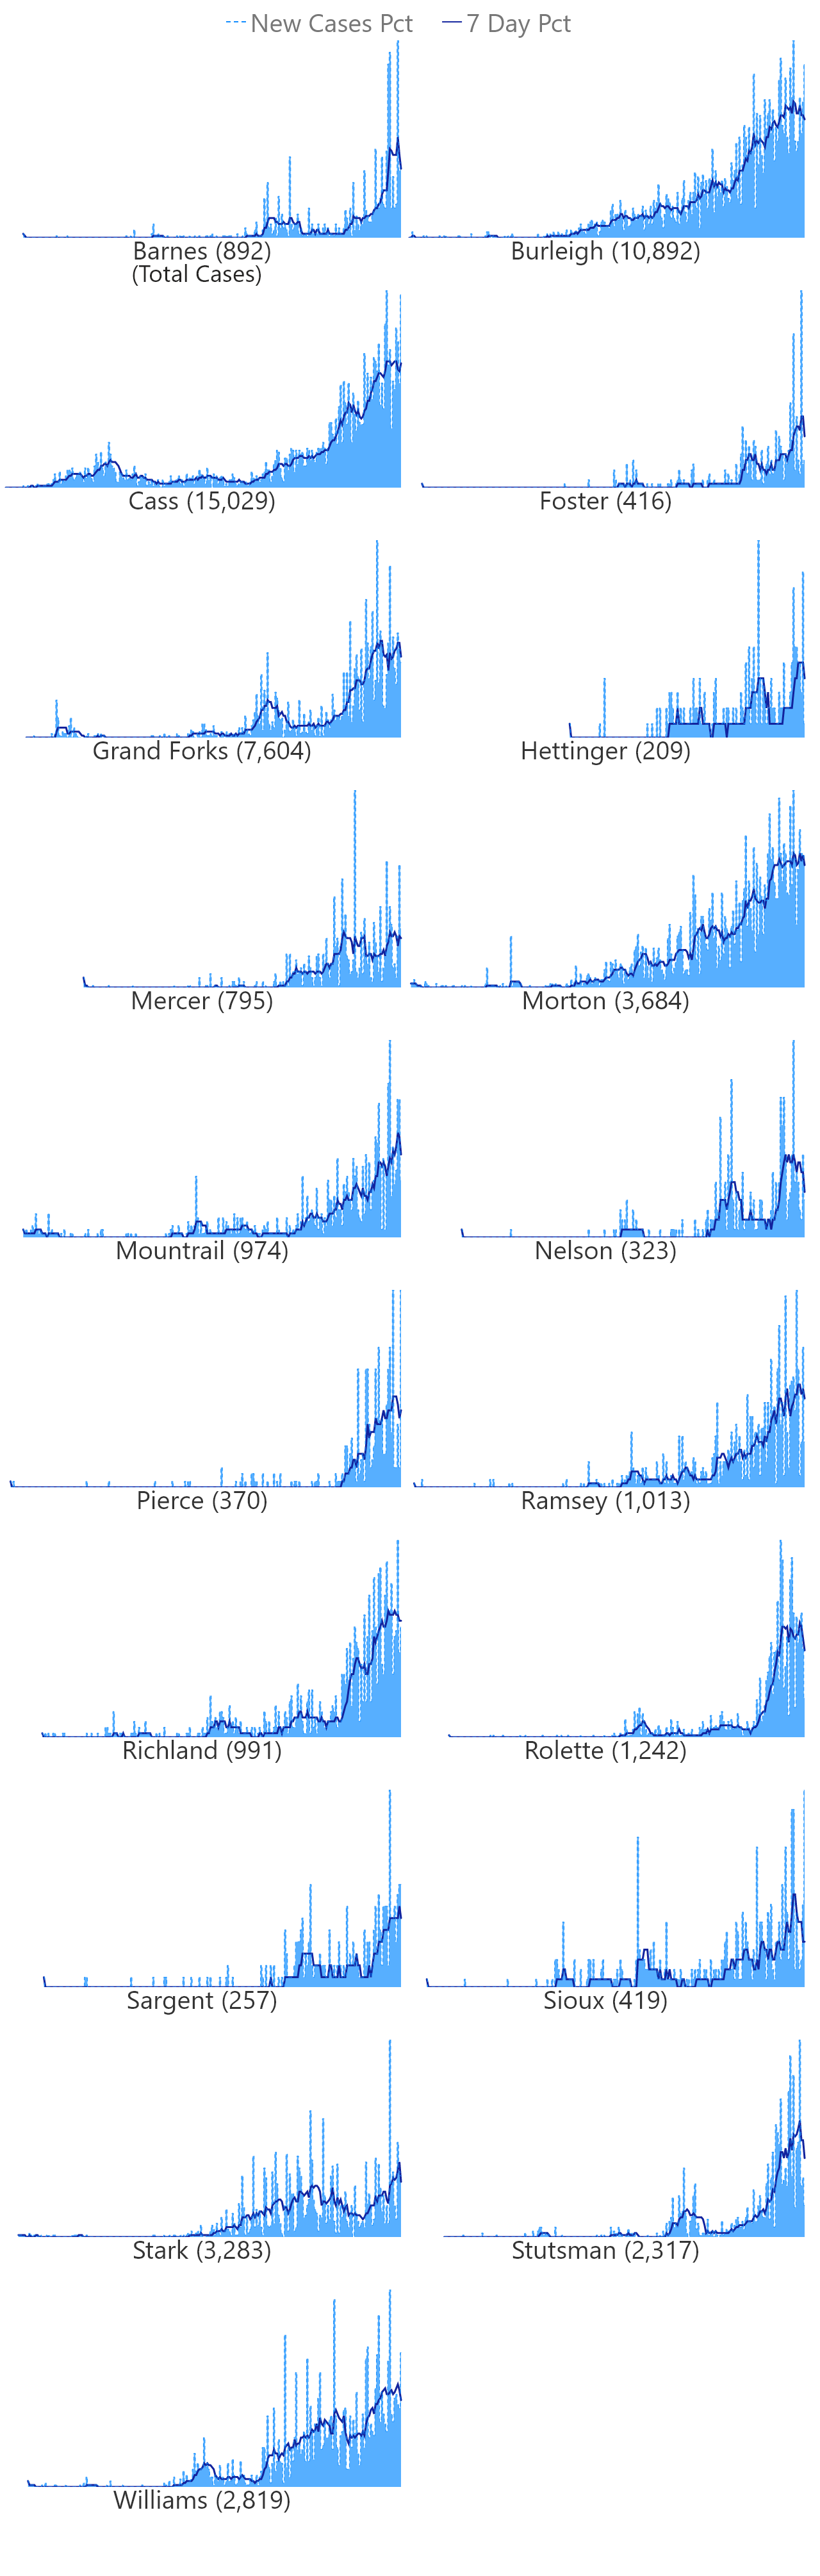 New Cases Pct 7 Day Pct
Barnes (892) Burleigh (10,892)
(Total Cases)
Cass (15,029) Foster (416)
Grand Forks (7,604) Hettinger (209)
Mercer (795) Morton (3,684)
Mountrail (974) Nelson (323)
Pierce (370) Ramsey (1,013)
Richland (991) Rolette (1,242)
Sargent (257) Sioux (419)
Stark (3,283) Stutsman (2,317)
Williams (2,819)